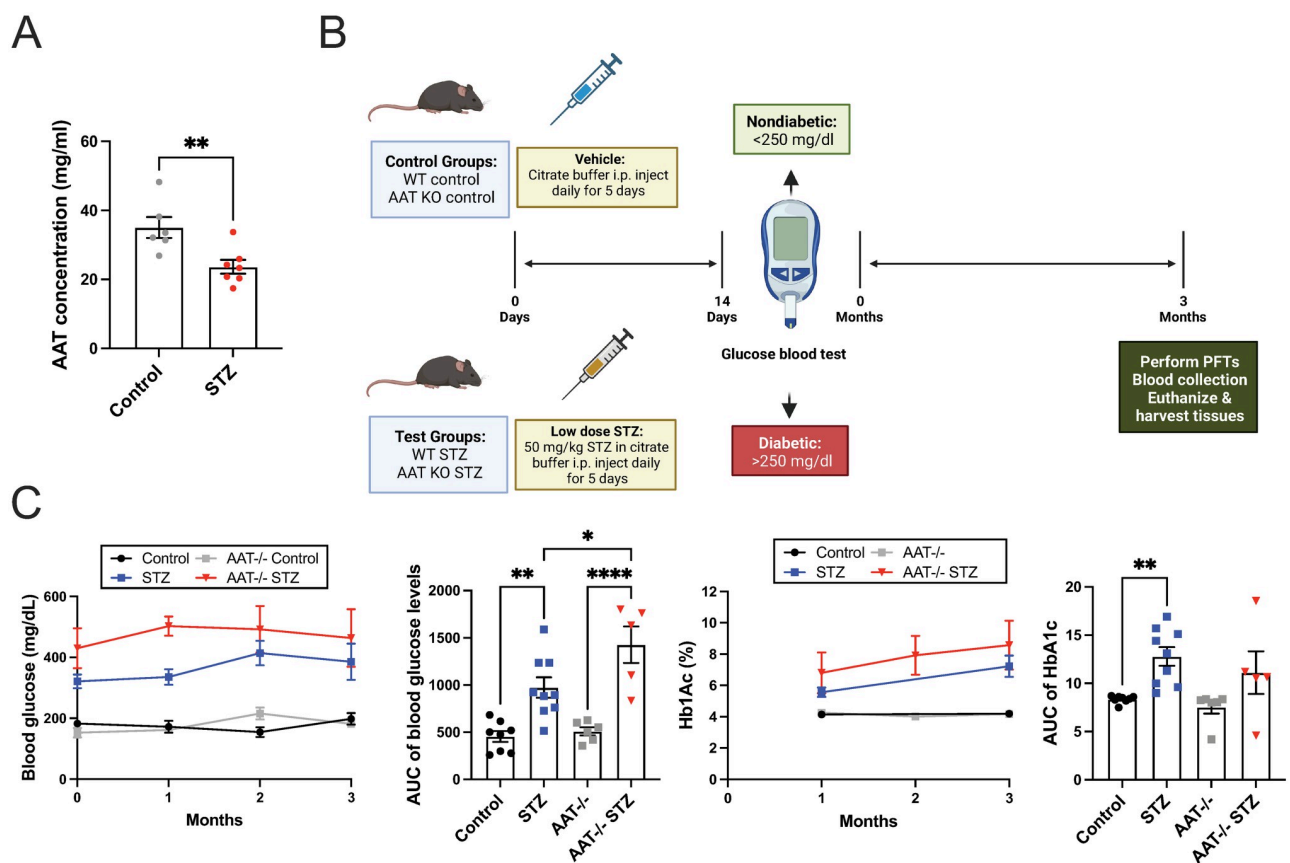 A
AAT concentration (mg/ml)
60
40
20
0
**
Control
STZ
B
Control Groups:
WT control
AAT KO control
Vehicle:
Citrate buffer i.p. inject
daily for 5 days
Nondiabetic:
<250 mg/dl
0
Days
14
Days
0
Months
3
Months
Glucose blood test
Test Groups:
WT STZ
AAT KO STZ
Low dose STZ:
50 mg/kg STZ in citrate
buffer i.p. inject daily
for 5 days
Diabetic:
>250 mg/dl
Perform PFTs
Blood collection
Euthanize &
harvest tissues
C
Control
AAT-/- Control
STZ
AAT-/- STZ
Blood glucose (mg/dL)
600
400
200
0
0 1 2 3
Months
AUC of blood glucose levels
2000
1500
1000
500
0
*
**
****
Control
STZ
AAT-/-
AAT-/- STZ
Control
AAT-/-
STZ
AAT-/- STZ
Hb1Ac (%)
12
10
8
6
4
2
0
0 1 2 3
Months
AUC of HbA1c
20
15
10
5
0
**
Control
STZ
AAT-/-
AAT-/- STZ